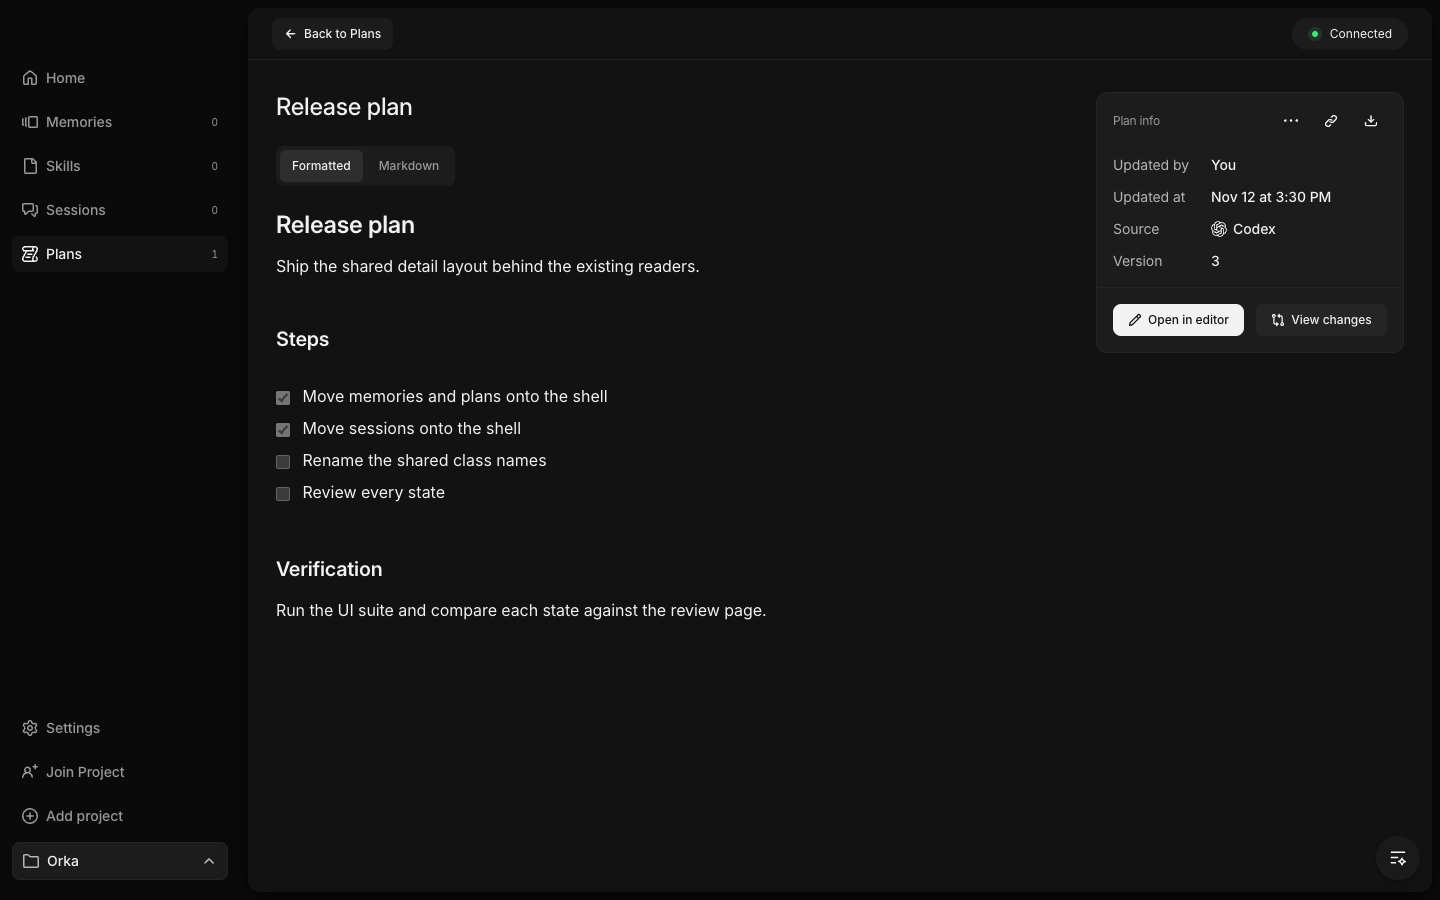 Back to Plans
Connected
Home
Memories 0
Skills 0
Sessions 0
Plans 1
Release plan
Formatted Markdown
Release plan
Ship the shared detail layout behind the existing readers.
Steps
Move memories and plans onto the shell
Move sessions onto the shell
Rename the shared class names
Review every state
Verification
Run the UI suite and compare each state against the review page.
Plan info
Updated by You
Updated at Nov 12 at 3:30 PM
Source Codex
Version 3
Open in editor View changes
Settings
Join Project
Add project
Orka